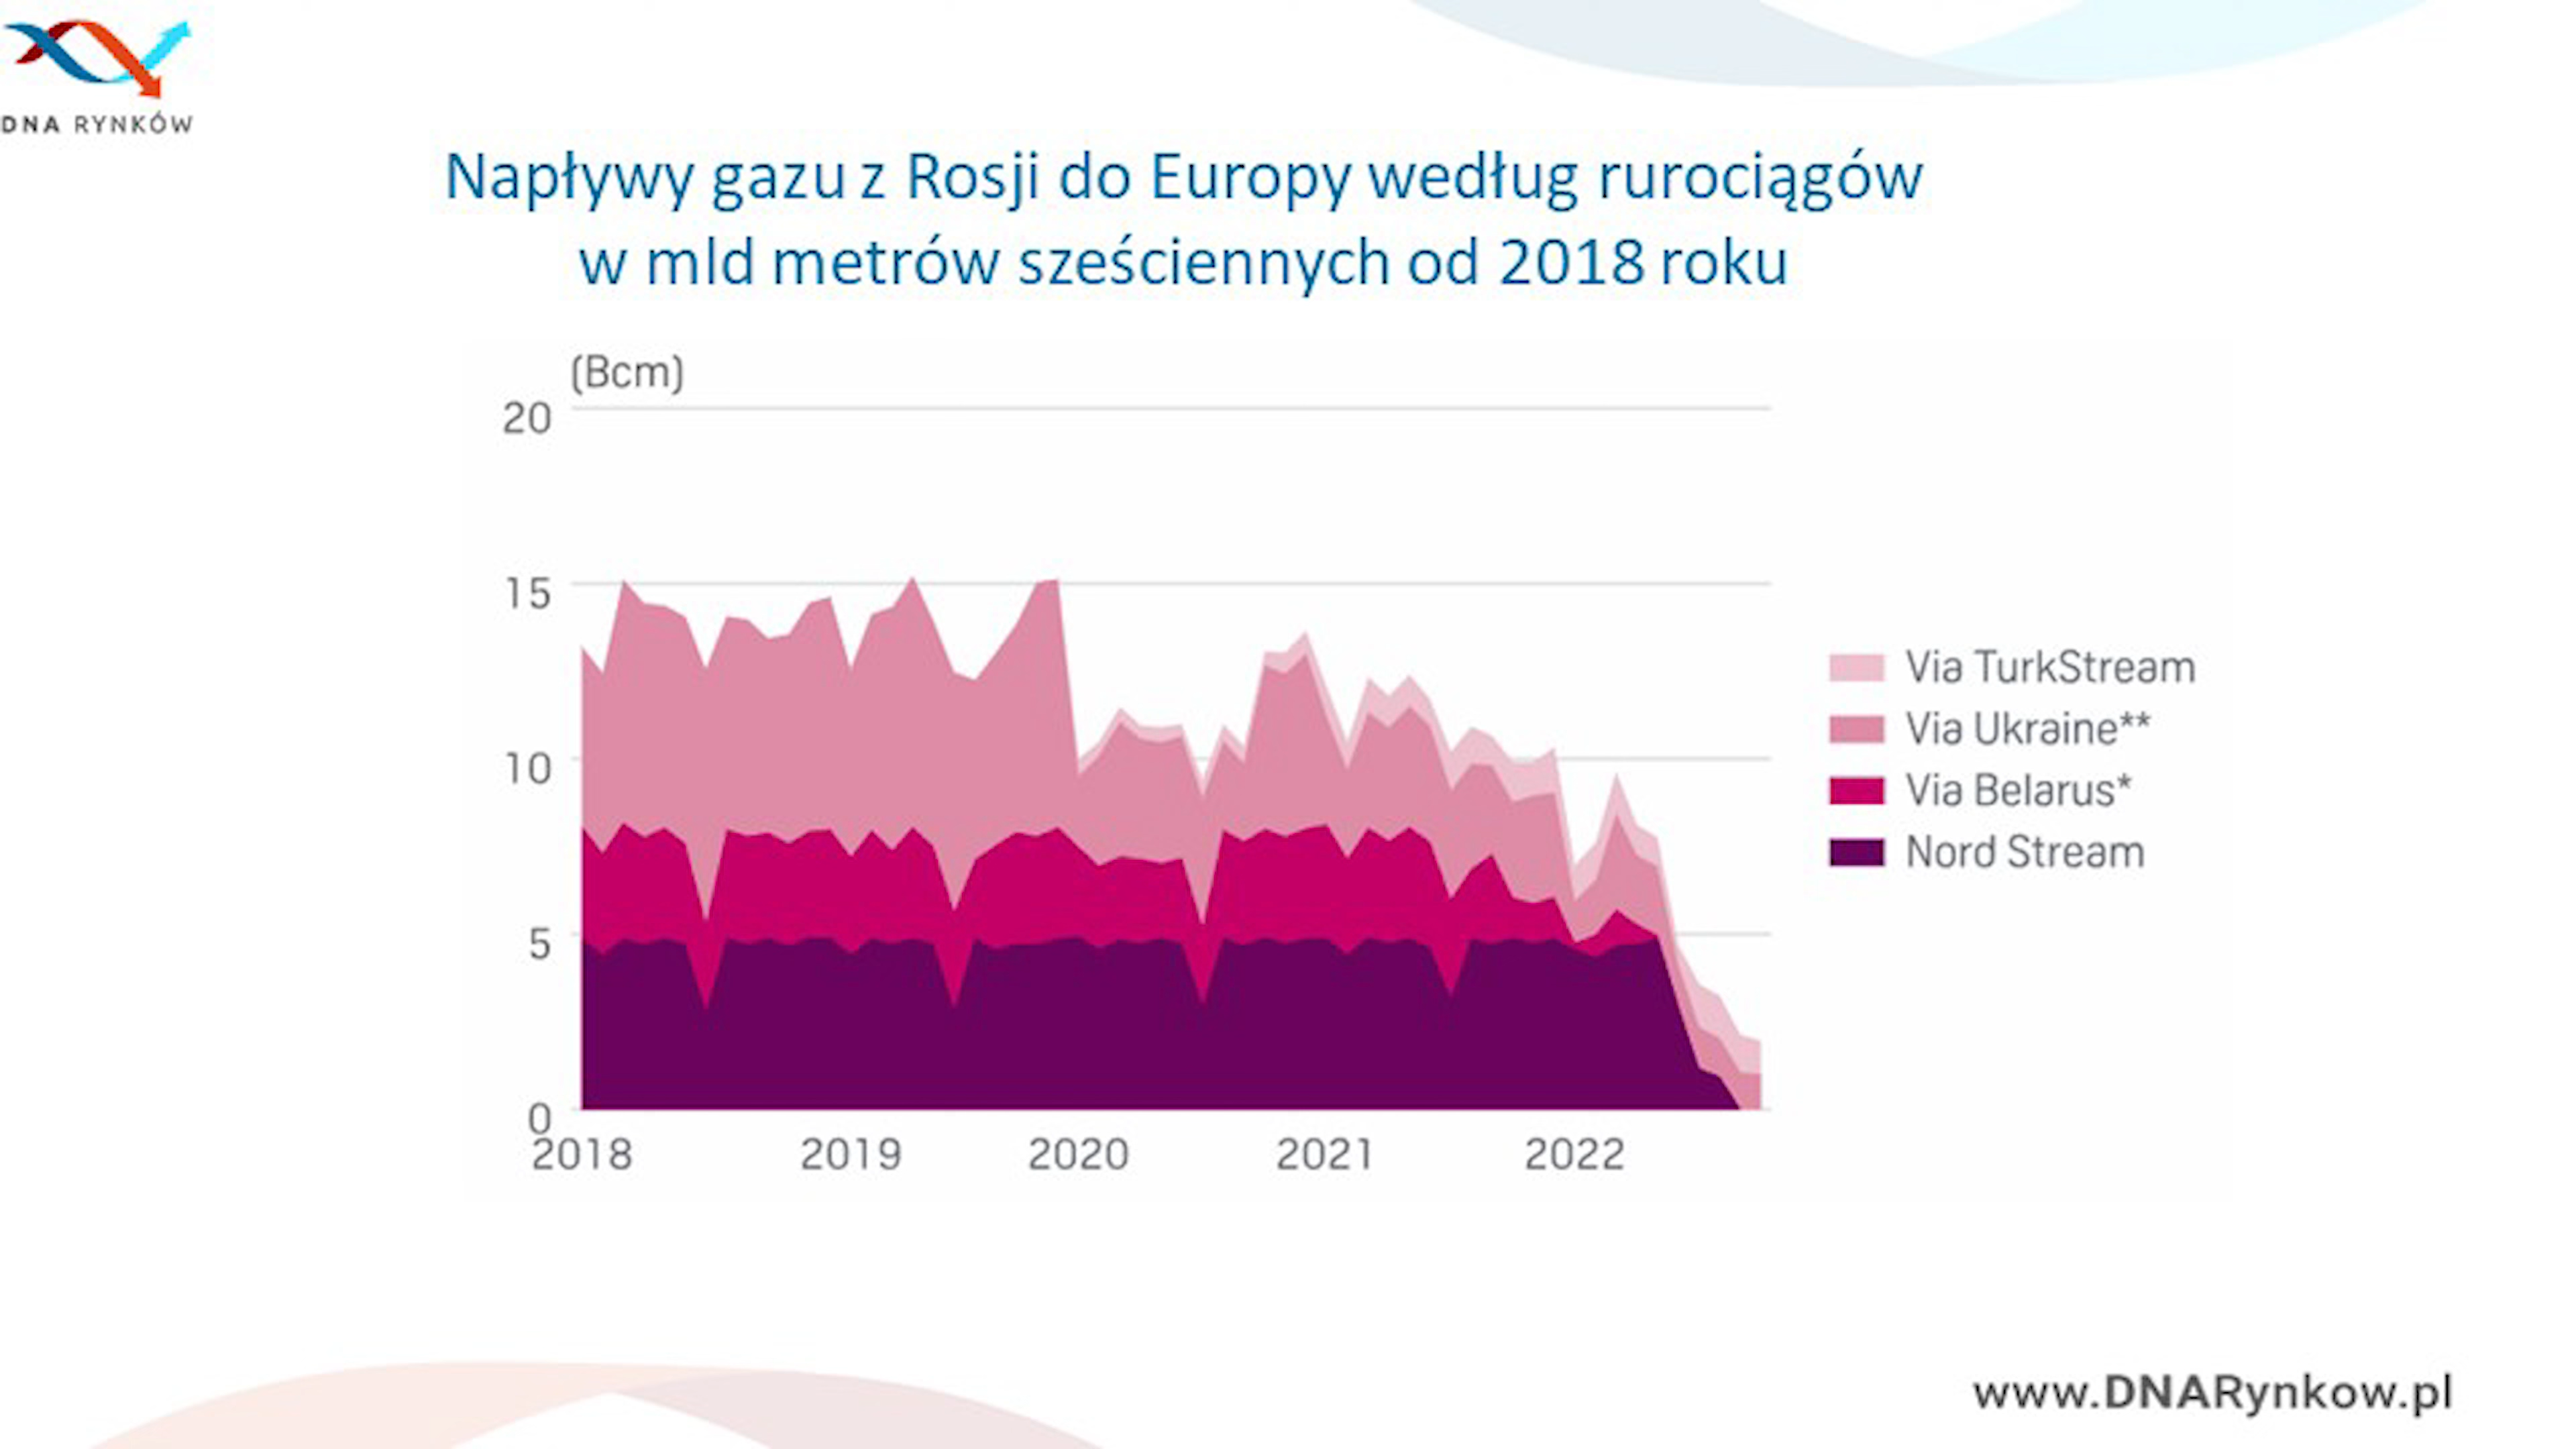 DNA RYNKÓW
Napływy gazu z Rosji do Europy według rurociągów
w mld metrów sześciennych od 2018 roku
(Bcm)
20
15
10
5
0
2018 2019 2020 2021 2022
Via TurkStream
Via Ukraine**
Via Belarus*
Nord Stream
www.DNARynkow.pl